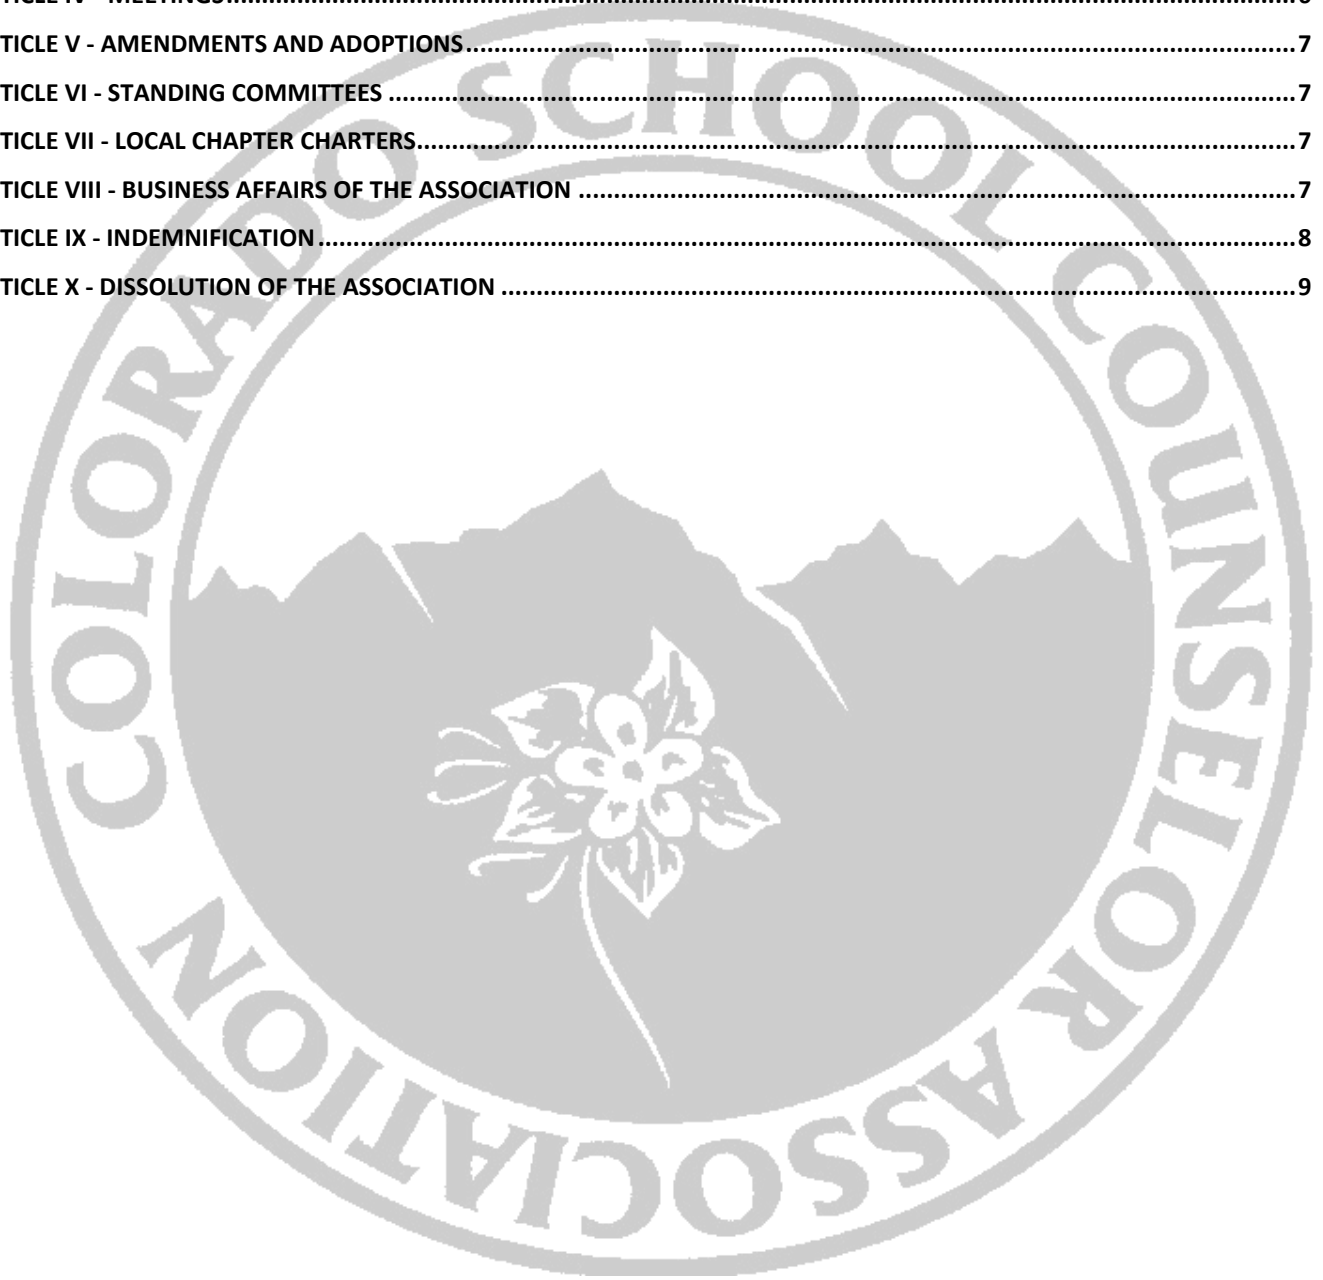 TICLE IV - MEETINGS
TICLE V - AMENDMENTS AND ADOPTIONS 7
TICLE VI - STANDING COMMITTEES 7
TICLE VII - LOCAL CHAPTER CHARTERS 7
TICLE VIII - BUSINESS AFFAIRS OF THE ASSOCIATION 7
TICLE IX - INDEMNIFICATION 8
TICLE X - DISSOLUTION OF THE ASSOCIATION 9
COLORADO SCHOOL COUNSELOR ASSOCIATION